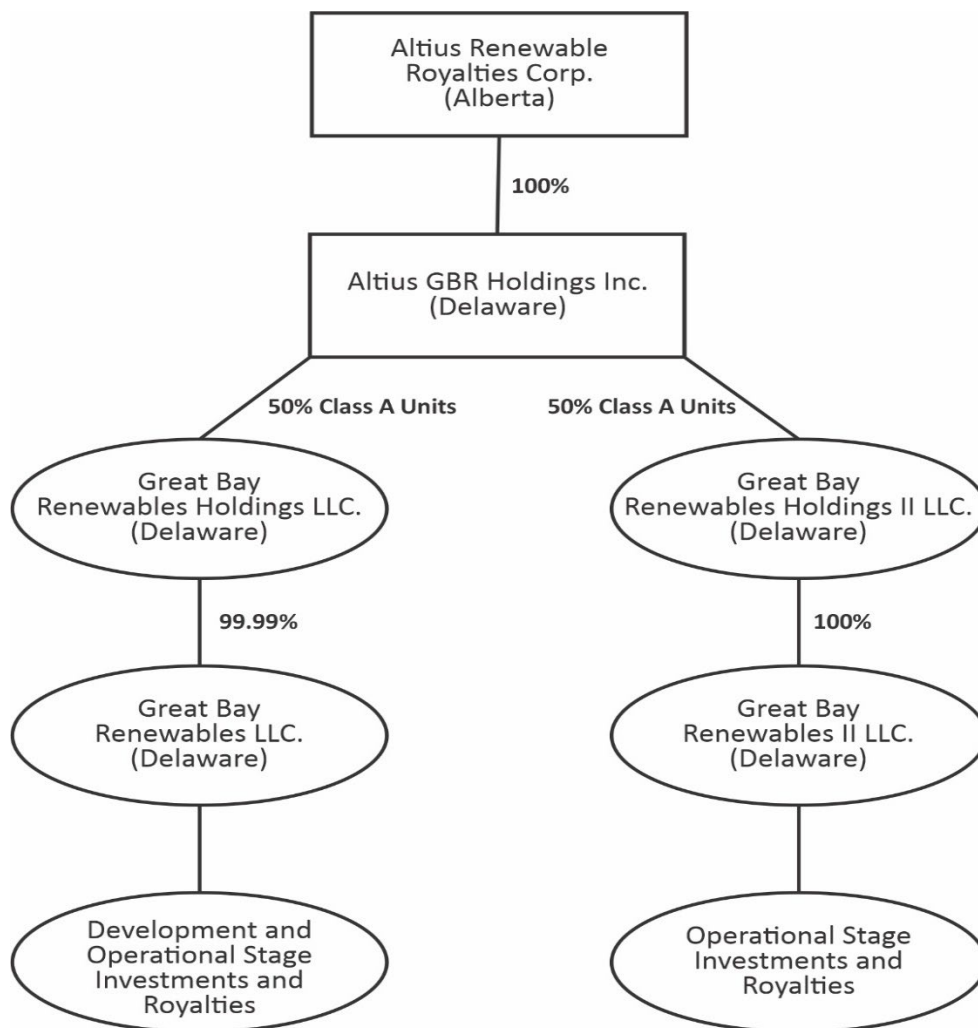 Altius Renewable
Royalties Corp.
(Alberta)
100%
Altius GBR Holdings Inc.
(Delaware)
50% Class A Units
50% Class A Units
Great Bay
Renewables Holdings LLC.
(Delaware)
Great Bay
Renewables Holdings II LLC.
(Delaware)
99.99%
100%
Great Bay
Renewables LLC.
(Delaware)
Great Bay
Renewables II LLC.
(Delaware)
Development and
Operational Stage
Investments and
Royalties
Operational Stage
Investments and
Royalties